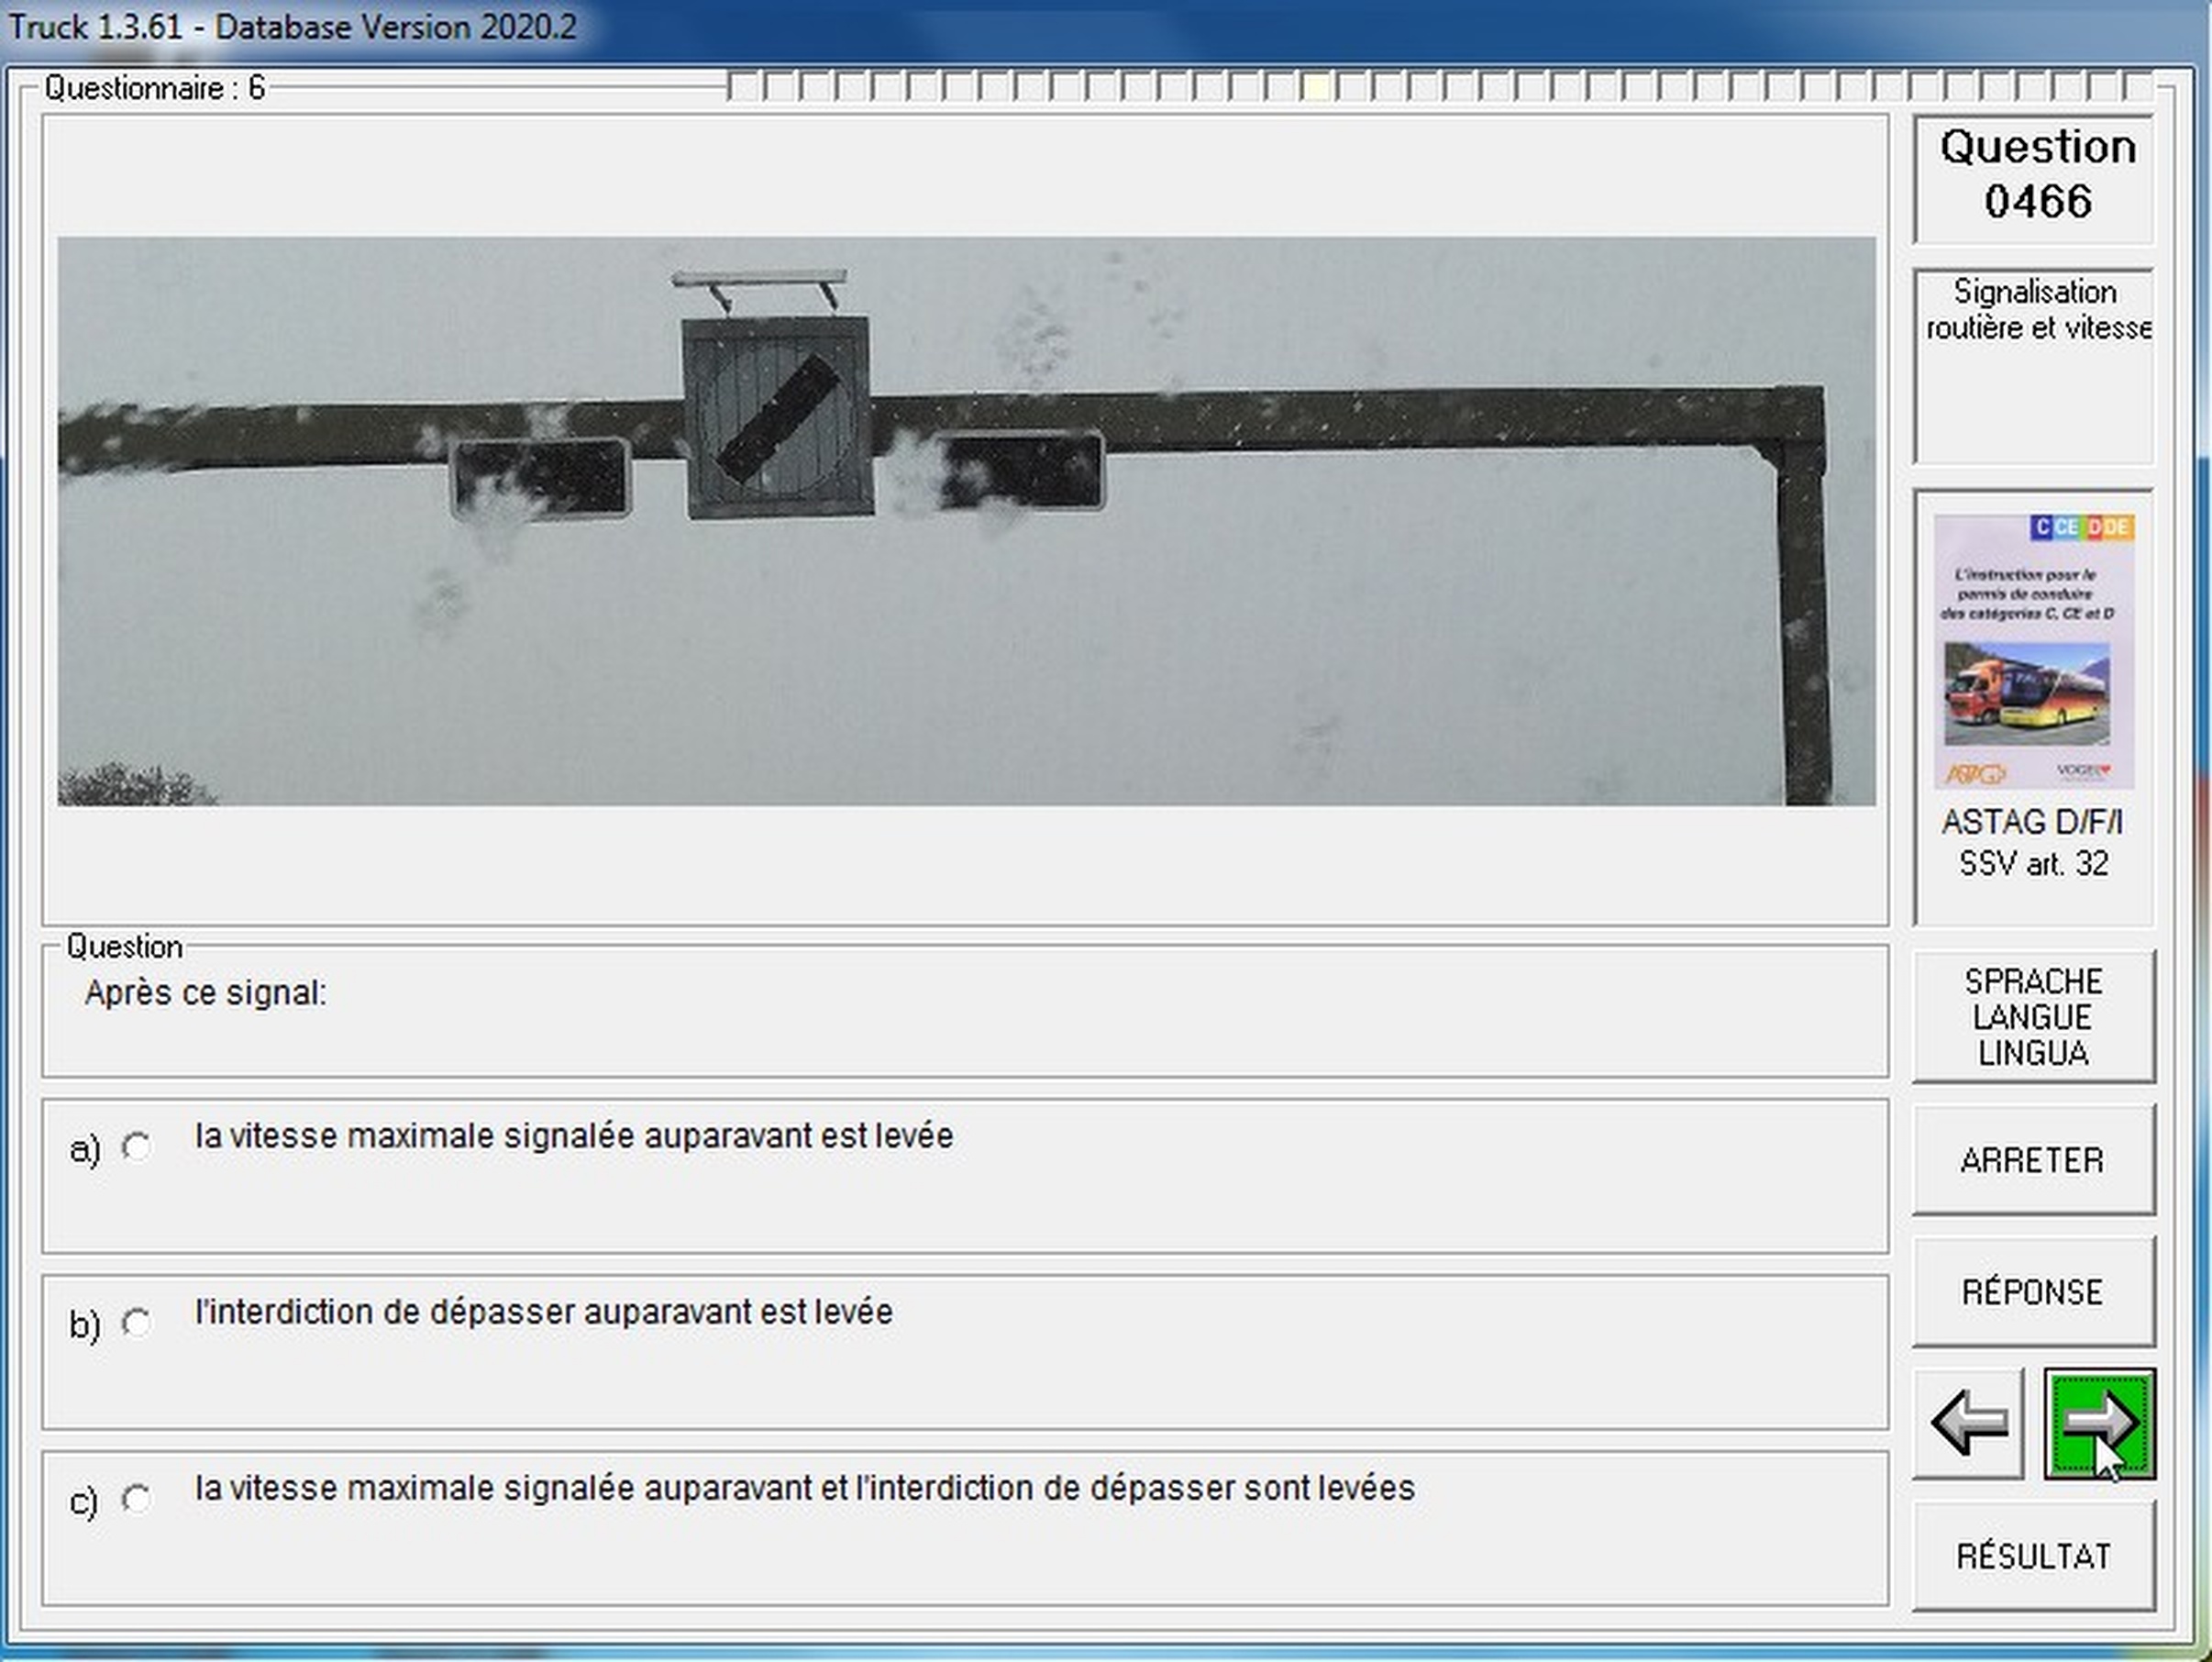 Truck 1.3.61 - Database Version 2020.2
Questionnaire : 6
Question
0466
Signalisation
routière et vitesse
C CE D DE
L'instruction pour le
permis de conduire
des catégories C, CE et D
ASTAG
VOGEL
ASTAG D/F/I
SSV art. 32
Question
Après ce signal:
a) la vitesse maximale signalée auparavant est levée
b) l'interdiction de dépasser auparavant est levée
c) la vitesse maximale signalée auparavant et l'interdiction de dépasser sont levées
SPRACHE
LANGUE
LINGUA
ARRETER
RÉPONSE
RÉSULTAT